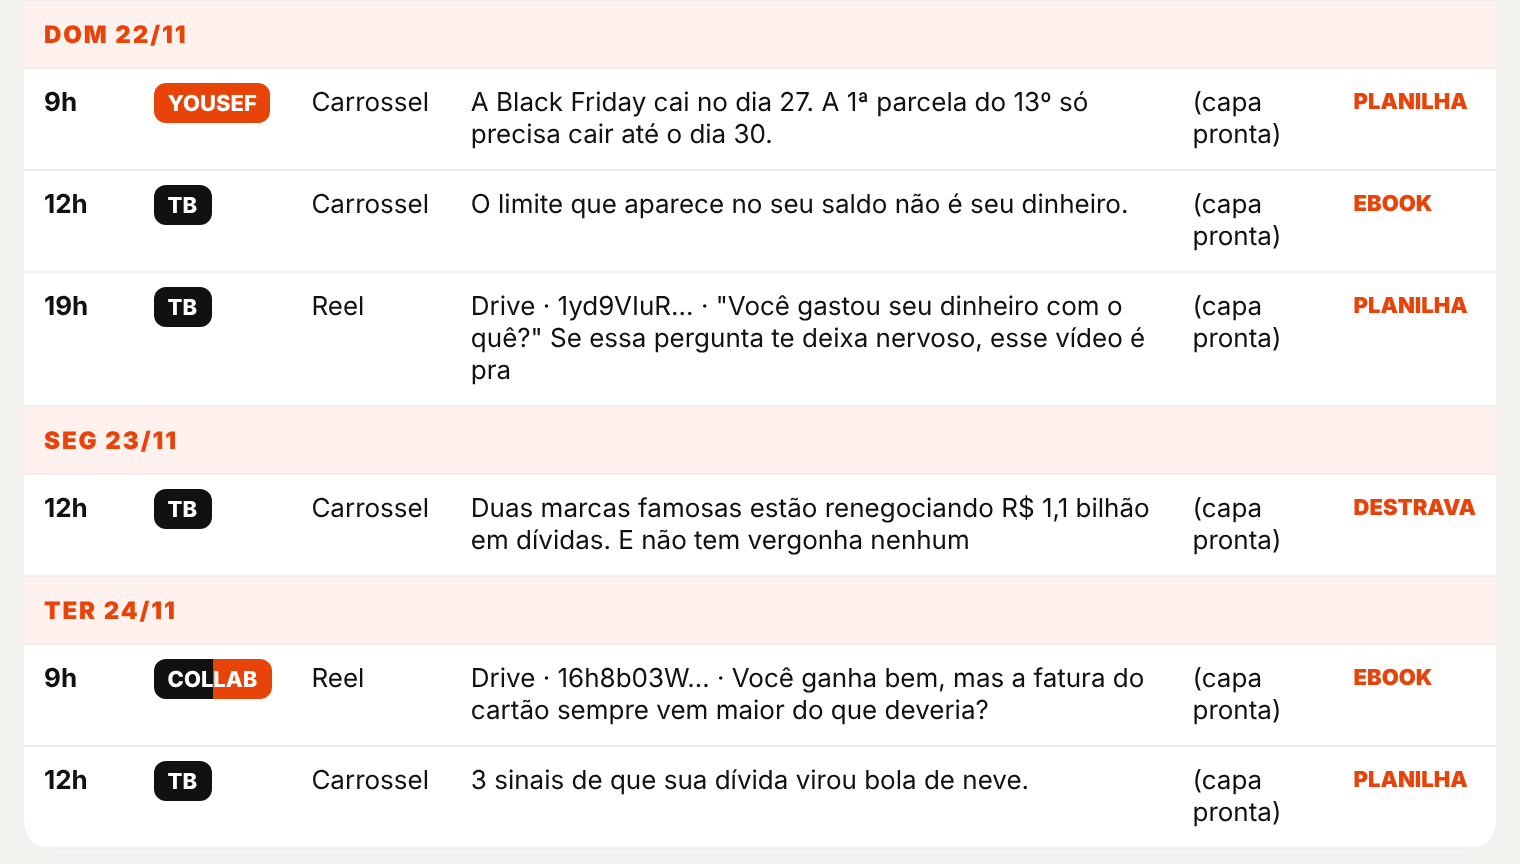 DOM 22/11
9h YOUSEF Carrossel A Black Friday cai no dia 27. A 1ª parcela do 13º só (capa PLANILHA
precisa cair até o dia 30. pronta)
12h TB Carrossel O limite que aparece no seu saldo não é seu dinheiro. (capa EBOOK
pronta)
19h TB Reel Drive · 1yd9VIuR... · "Você gastou seu dinheiro com o (capa PLANILHA
quê?" Se essa pergunta te deixa nervoso, esse vídeo é pronta)
pra
SEG 23/11
12h TB Carrossel Duas marcas famosas estão renegociando R$ 1,1 bilhão (capa DESTRAVA
em dívidas. E não tem vergonha nenhum pronta)
TER 24/11
9h COLLAB Reel Drive · 16h8b03W... · Você ganha bem, mas a fatura do (capa EBOOK
cartão sempre vem maior do que deveria? pronta)
12h TB Carrossel 3 sinais de que sua dívida virou bola de neve. (capa PLANILHA
pronta)